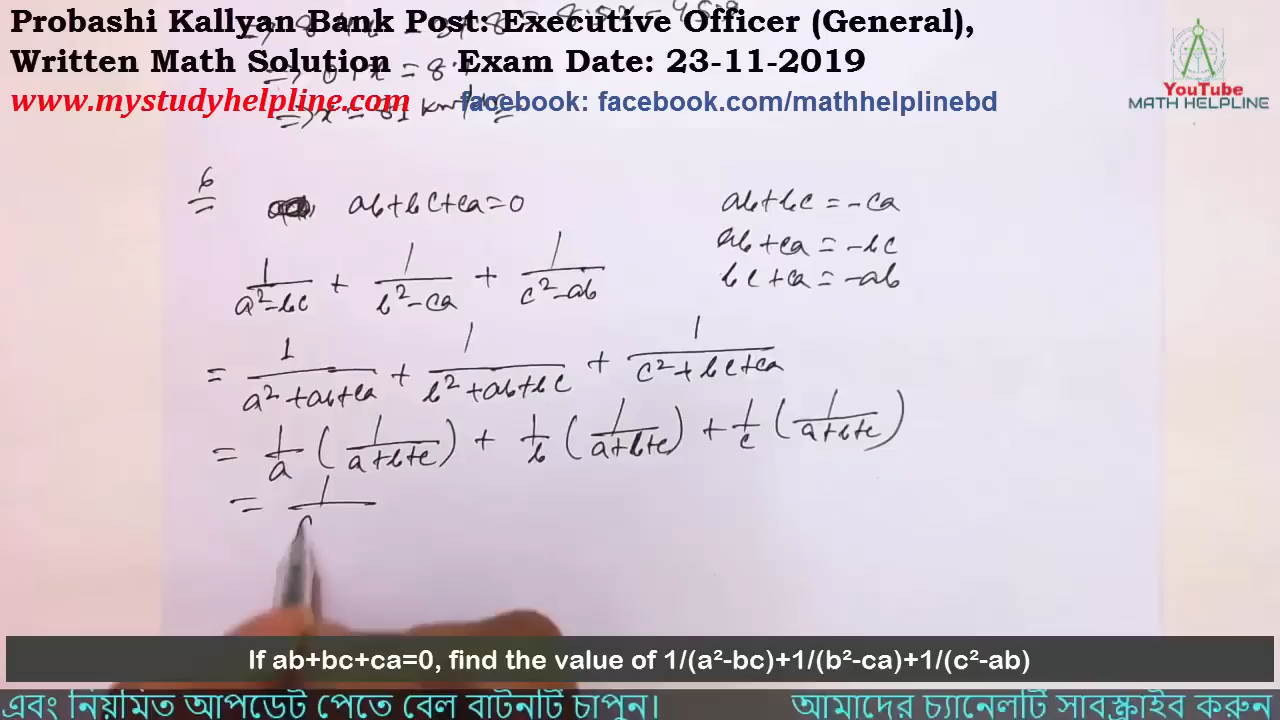 Probashi Kallyan Bank Post: Executive Officer (General),
Written Math Solution Exam Date: 23-11-2019
www.mystudyhelpline.com facebook: facebook.com/mathhelplinebd
YouTube
MATH HELPLINE
6
ab+bc+ca=0
ab+bc = -ca
ab+ca = -bc
bc+ca = -ab
1/(a²-bc) + 1/(b²-ca) + 1/(c²-ab)
= 1/(a²+ab+ca) + 1/(b²+ab+bc) + 1/(c²+bc+ca)
= 1/a (1/(a+b+c)) + 1/b (1/(a+b+c)) + 1/c (1/(a+b+c))
= 1
If ab+bc+ca=0, find the value of 1/(a²-bc)+1/(b²-ca)+1/(c²-ab)
এবং নিয়মিত আপডেট পেতে বেল বাটনটি চাপুন। আমাদের চ্যানেলটি সাবস্ক্রাইব করুন